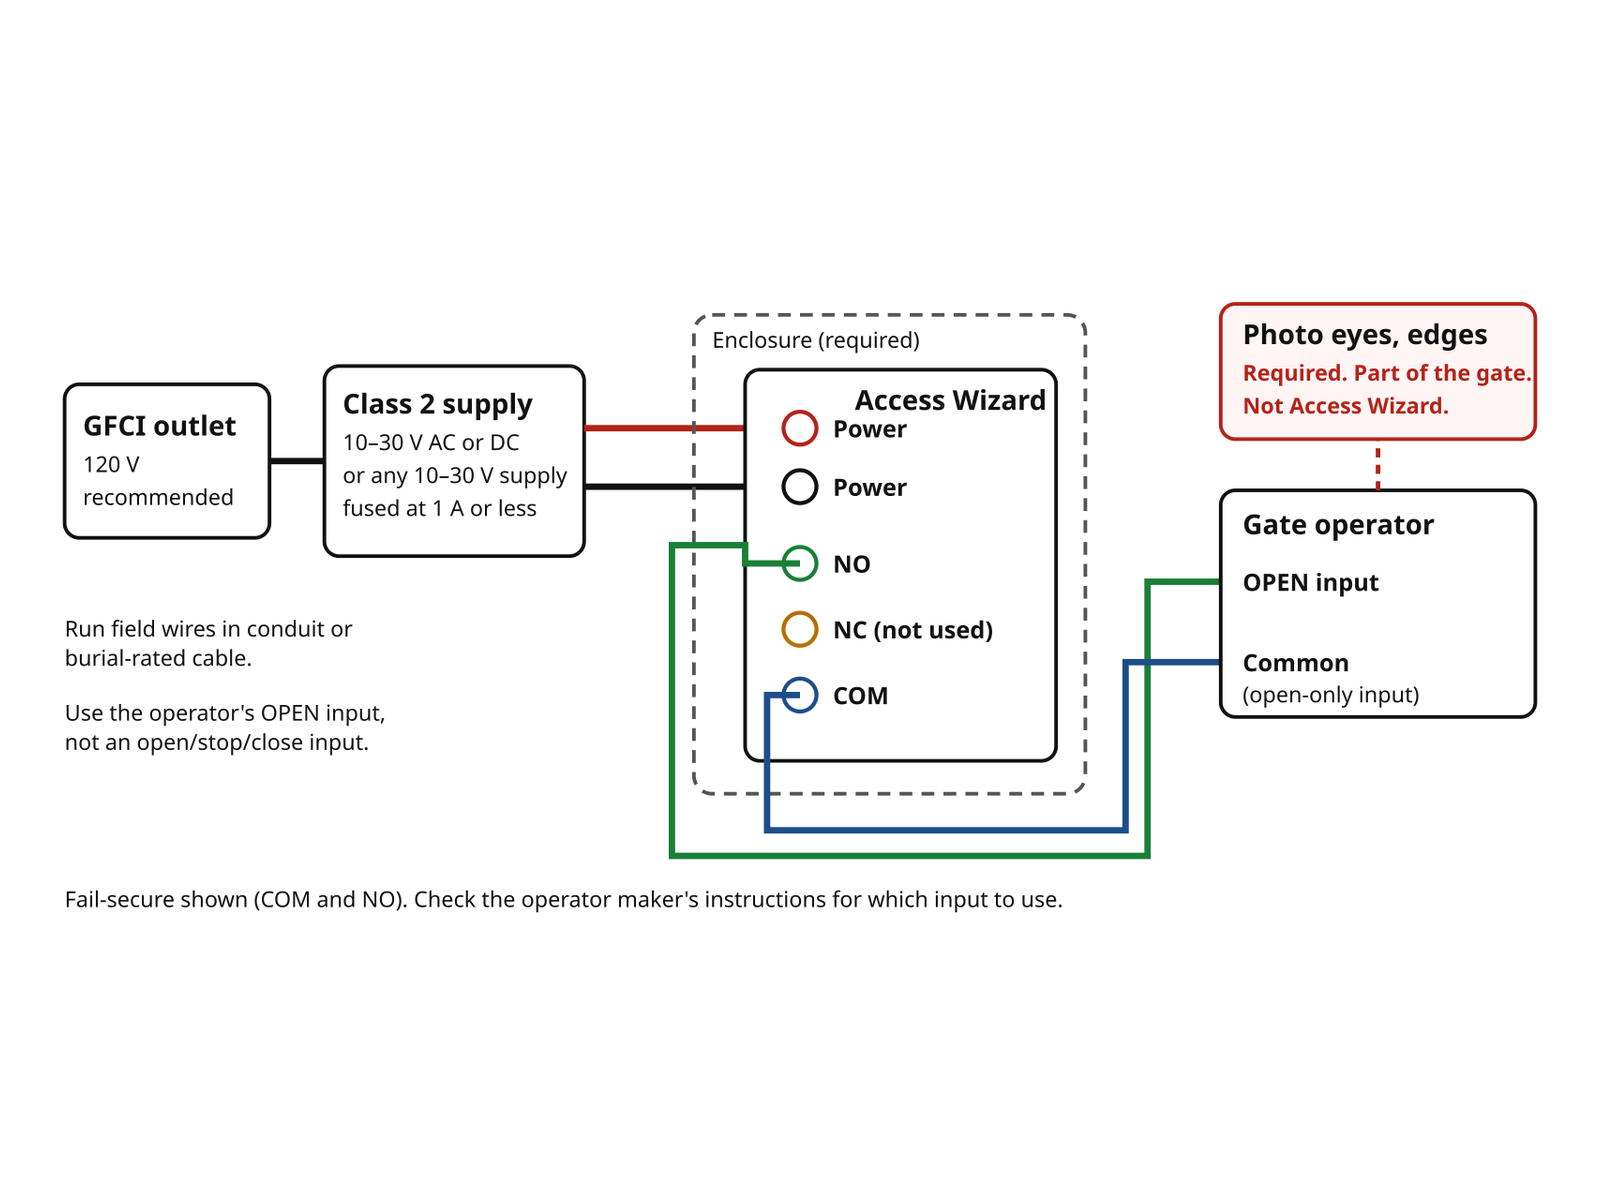 GFCI outlet
120 V
recommended
Class 2 supply
10–30 V AC or DC
or any 10–30 V supply
fused at 1 A or less
Enclosure (required)
Access Wizard
Power
Power
NO
NC (not used)
COM
Photo eyes, edges
Required. Part of the gate.
Not Access Wizard.
Gate operator
OPEN input
Common
(open-only input)
Run field wires in conduit or
burial-rated cable.
Use the operator's OPEN input,
not an open/stop/close input.
Fail-secure shown (COM and NO). Check the operator maker's instructions for which input to use.